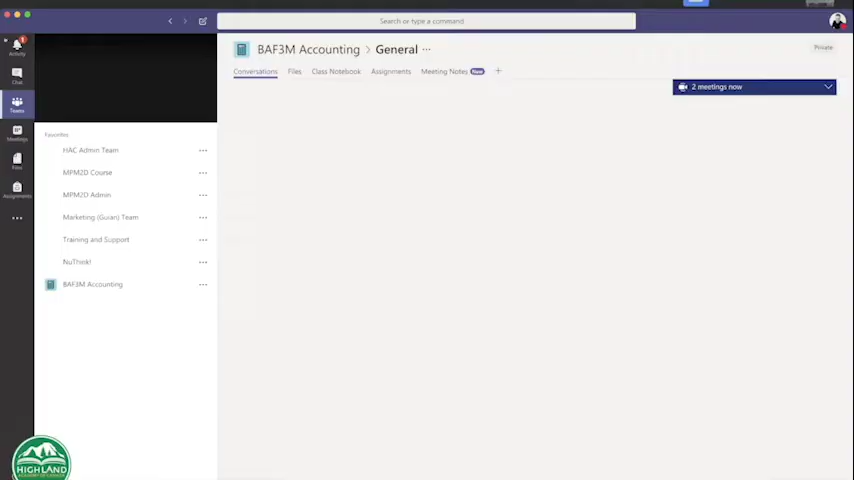 Search or type a command
1
Activity
Chat
Teams
Meetings
Files
Assignments
Favorites
HAC Admin Team
MPM2D Course
MPM2D Admin
Marketing (Guian) Team
Training and Support
NuThink!
BAF3M Accounting
BAF3M Accounting > General
Private
Conversations Files Class Notebook Assignments Meeting Notes New +
2 meetings now
HIGHLAND